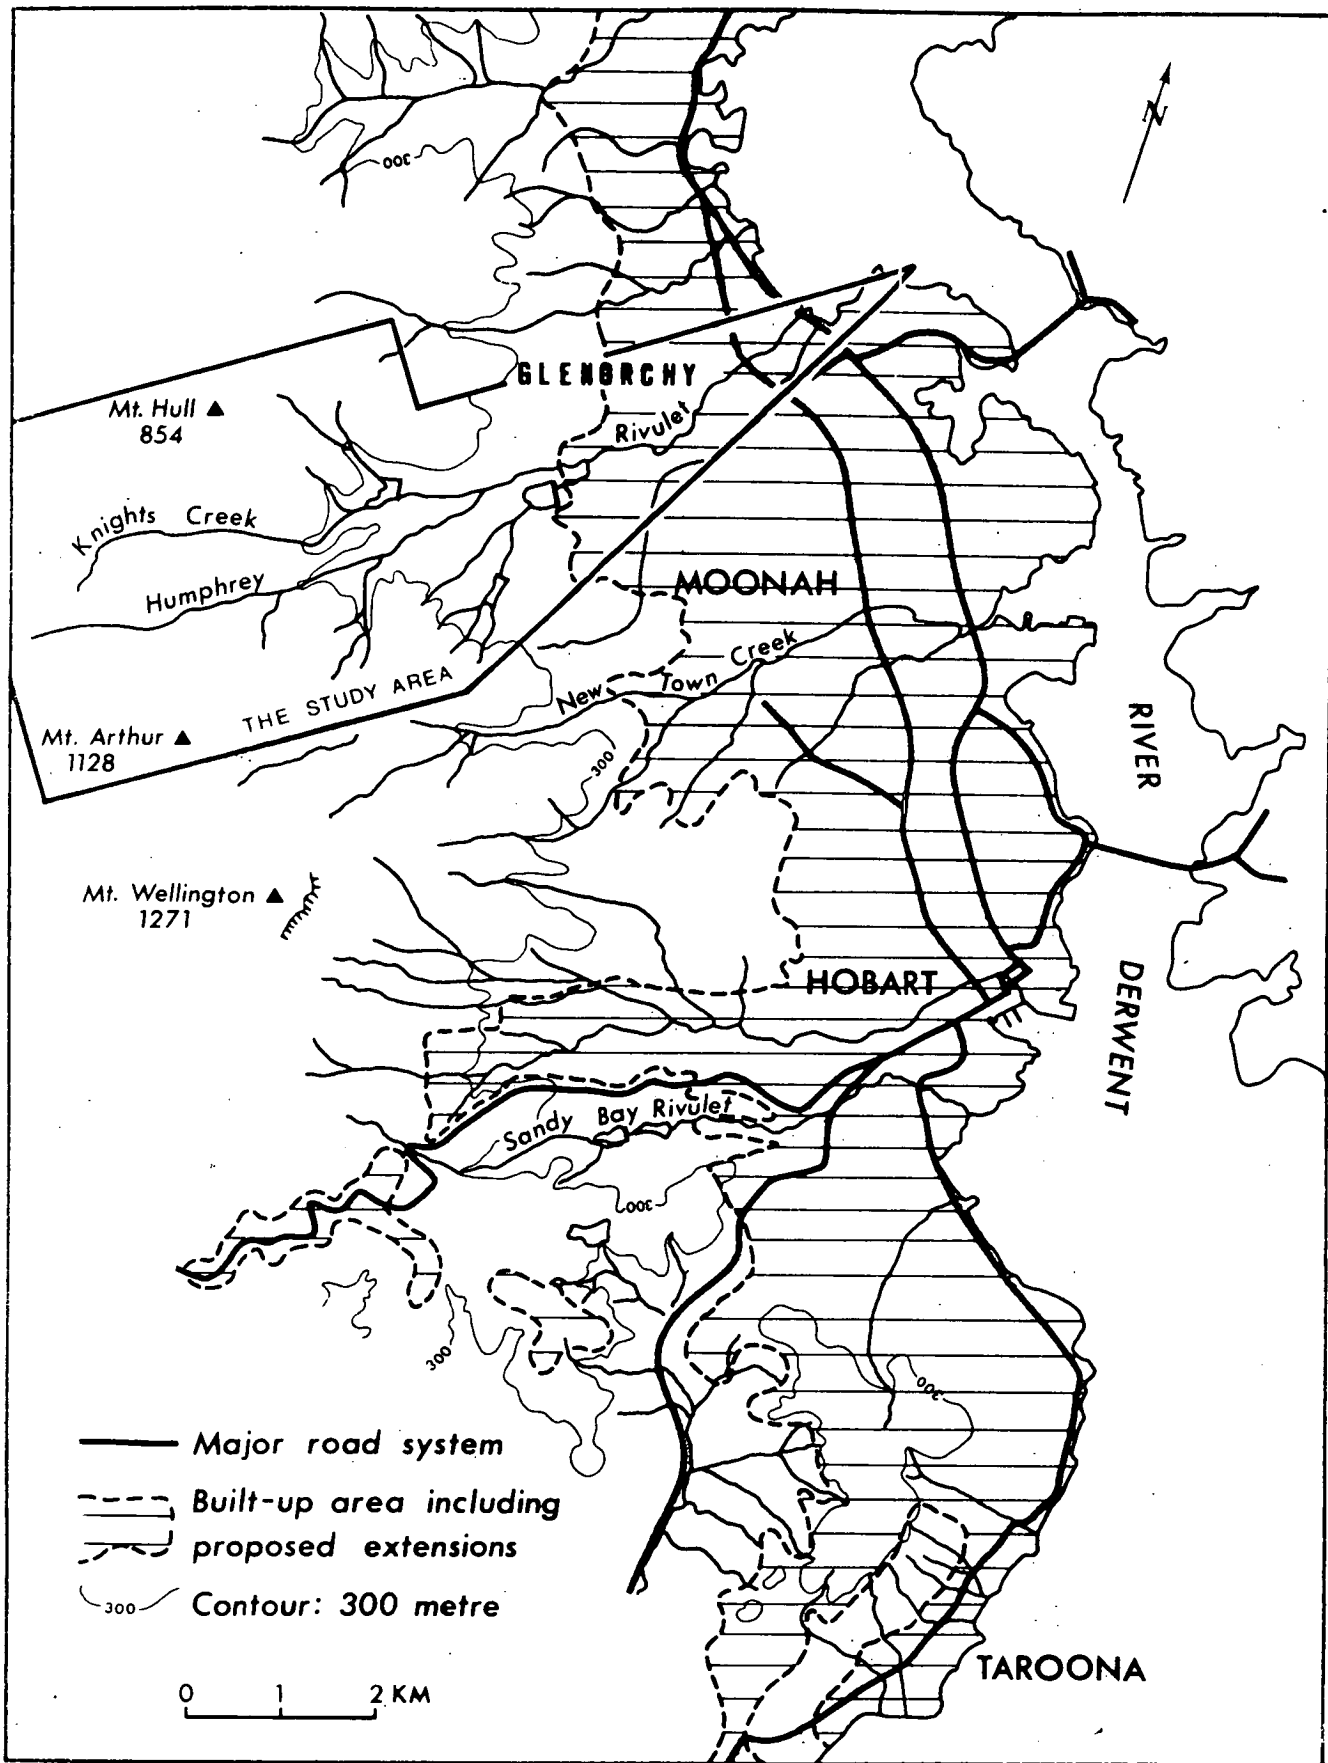 N
300
GLENORCHY
Mt. Hull ▲
854
Rivulet
Knights Creek
Humphrey
MOONAH
New Town Creek
THE STUDY AREA
Mt. Arthur ▲
1128
300
RIVER
Mt. Wellington ▲
1271
HOBART
DERWENT
Sandy Bay Rivulet
300
300
300
Major road system
Built-up area including
proposed extensions
300
Contour: 300 metre
TAROONA
0 1 2 KM